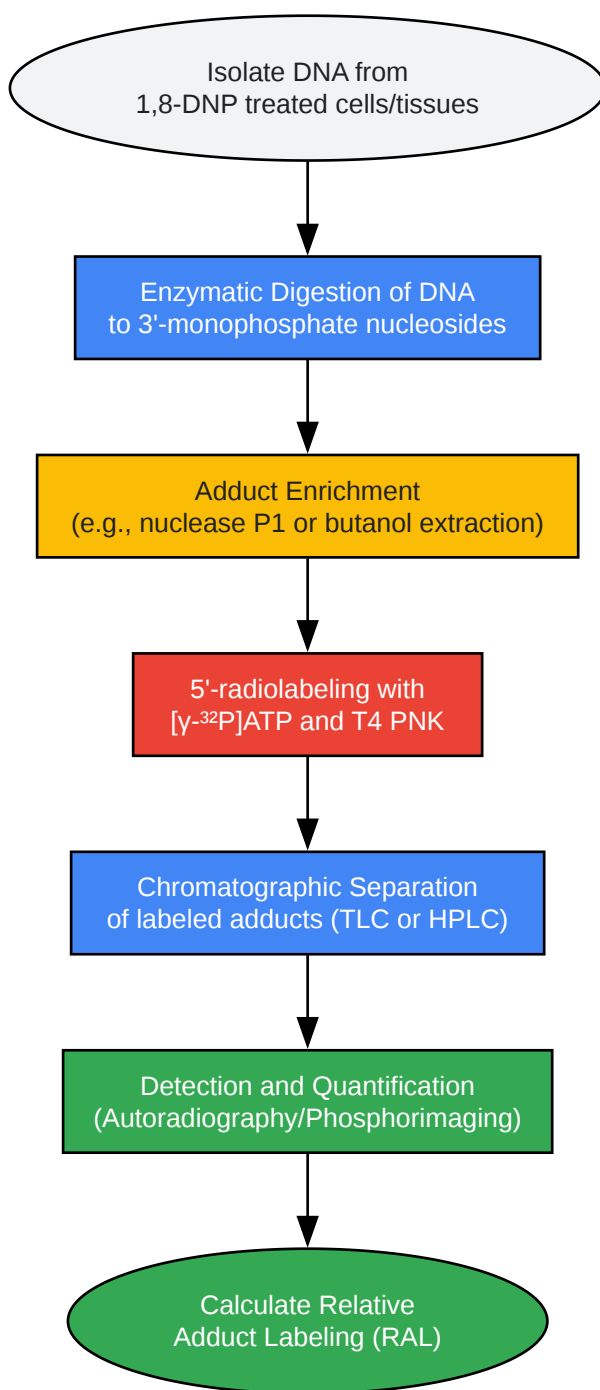 Isolate DNA from
1,8-DNP treated cells/tissues
Enzymatic Digestion of DNA
to 3'-monophosphate nucleosides
Adduct Enrichment
(e.g., nuclease P1 or butanol extraction)
5'-radiolabeling with
[γ-³²P]ATP and T4 PNK
Chromatographic Separation
of labeled adducts (TLC or HPLC)
Detection and Quantification
(Autoradiography/Phosphorimaging)
Calculate Relative
Adduct Labeling (RAL)